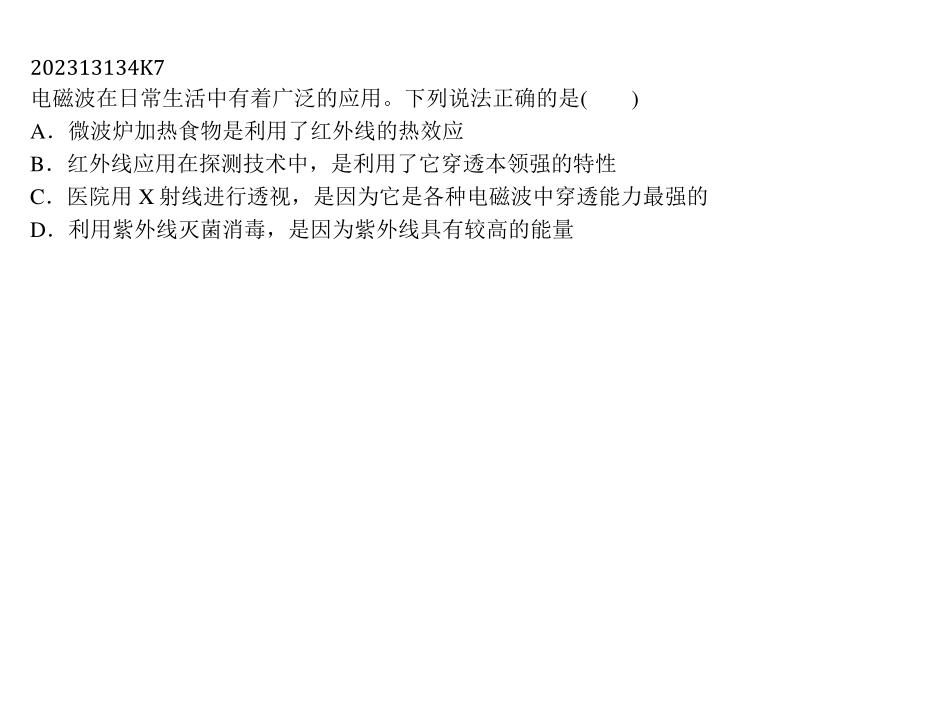 202313134K7
电磁波在日常生活中有着广泛的应用。下列说法正确的是(　　)
A．微波炉加热食物是利用了红外线的热效应
B．红外线应用在探测技术中，是利用了它穿透本领强的特性
C．医院用 X 射线进行透视，是因为它是各种电磁波中穿透能力最强的
D．利用紫外线灭菌消毒，是因为紫外线具有较高的能量